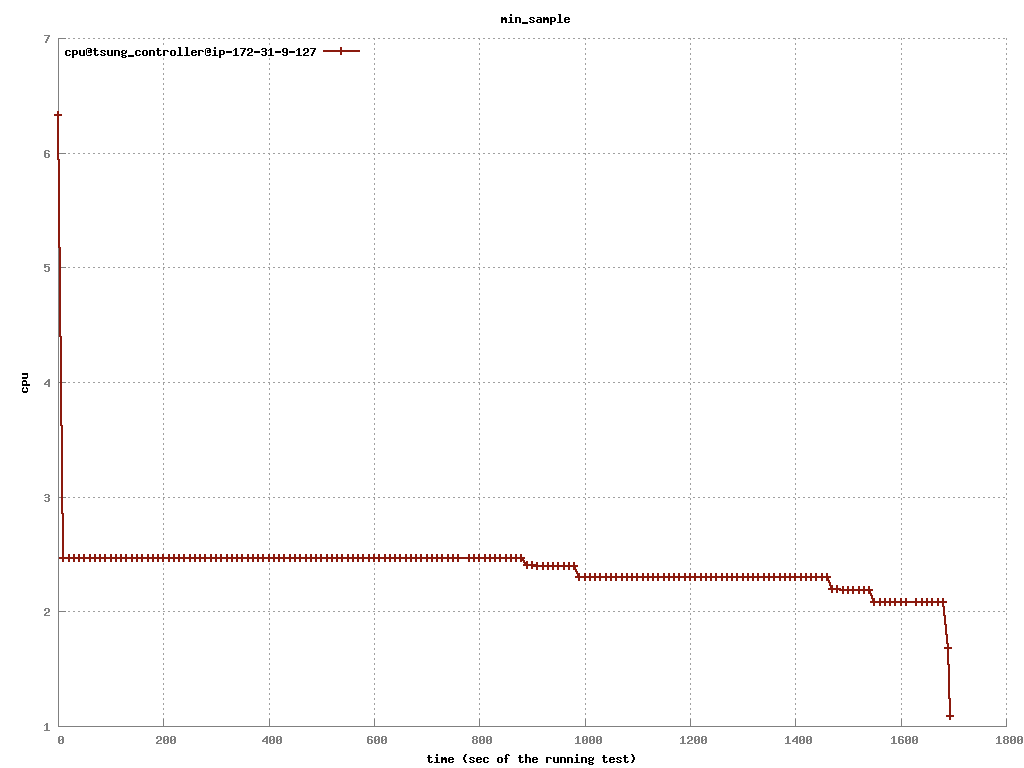 min_sample
cpu@tsung_controller@ip-172-31-9-127
7
6
5
4
3
2
1
cpu
0 200 400 600 800 1000 1200 1400 1600 1800
time (sec of the running test)